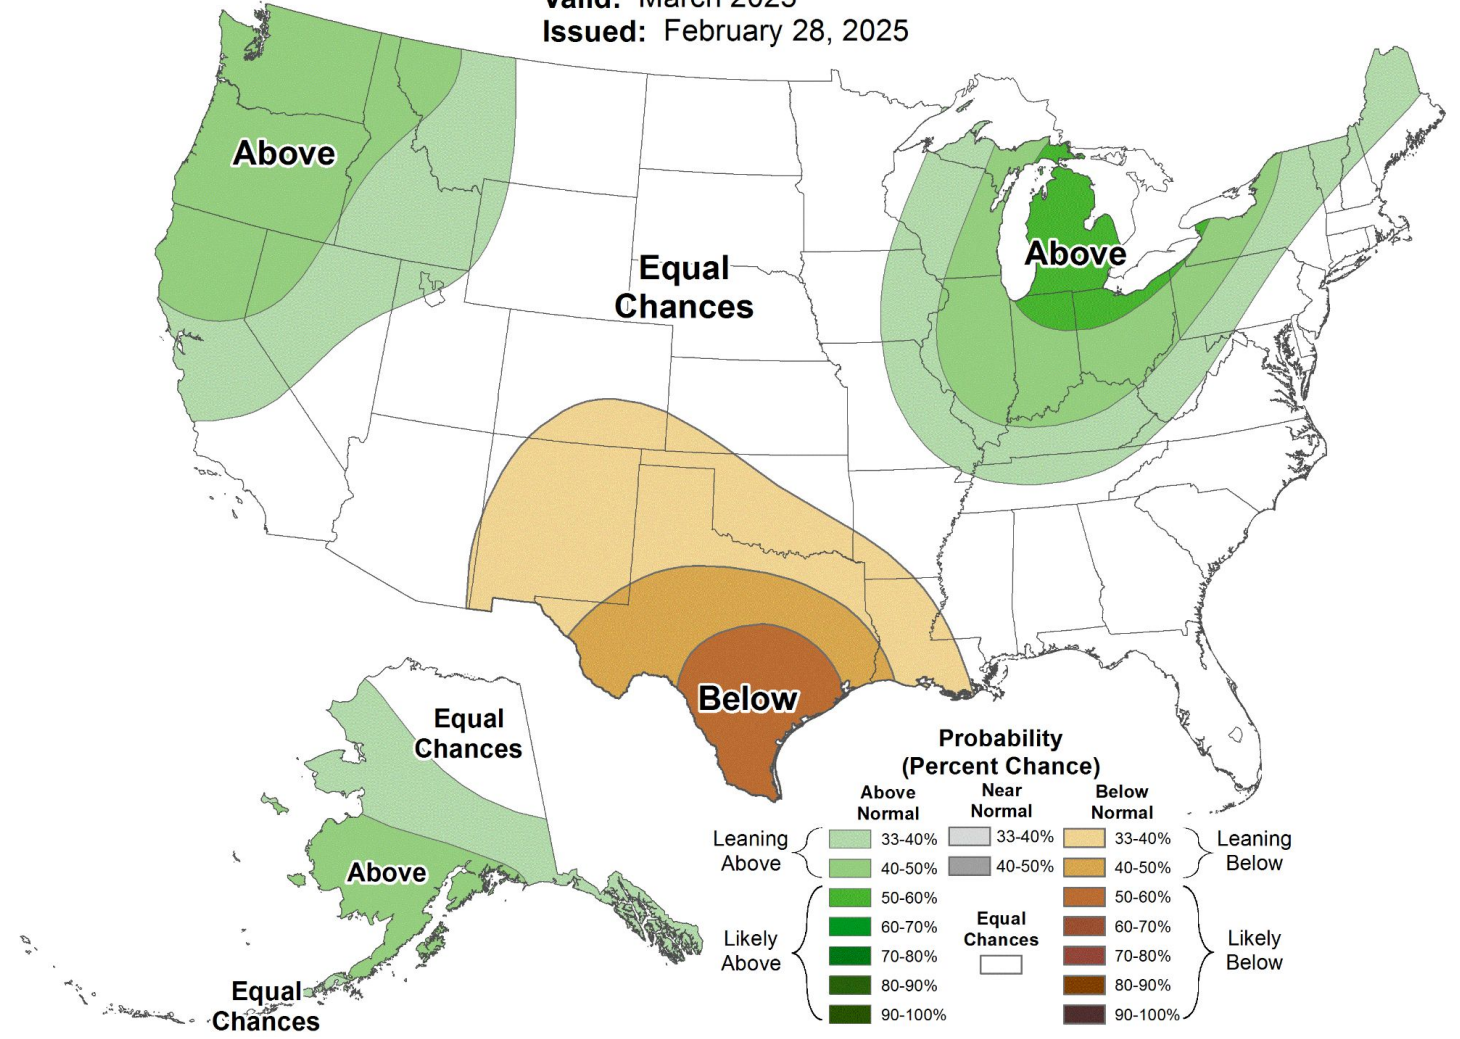 Valid: March 2025
Issued: February 28, 2025
Above
Above
Equal
Chances
Below
Equal
Chances
Above
Equal
Chances
Probability
(Percent Chance)
Above
Normal
Near
Normal
Below
Normal
Leaning
Above
33-40%
33-40%
33-40%
Leaning
Below
40-50%
40-50%
40-50%
50-60%
50-60%
60-70%
60-70%
Equal
Chances
Likely
Above
70-80%
70-80%
Likely
Below
80-90%
80-90%
90-100%
90-100%